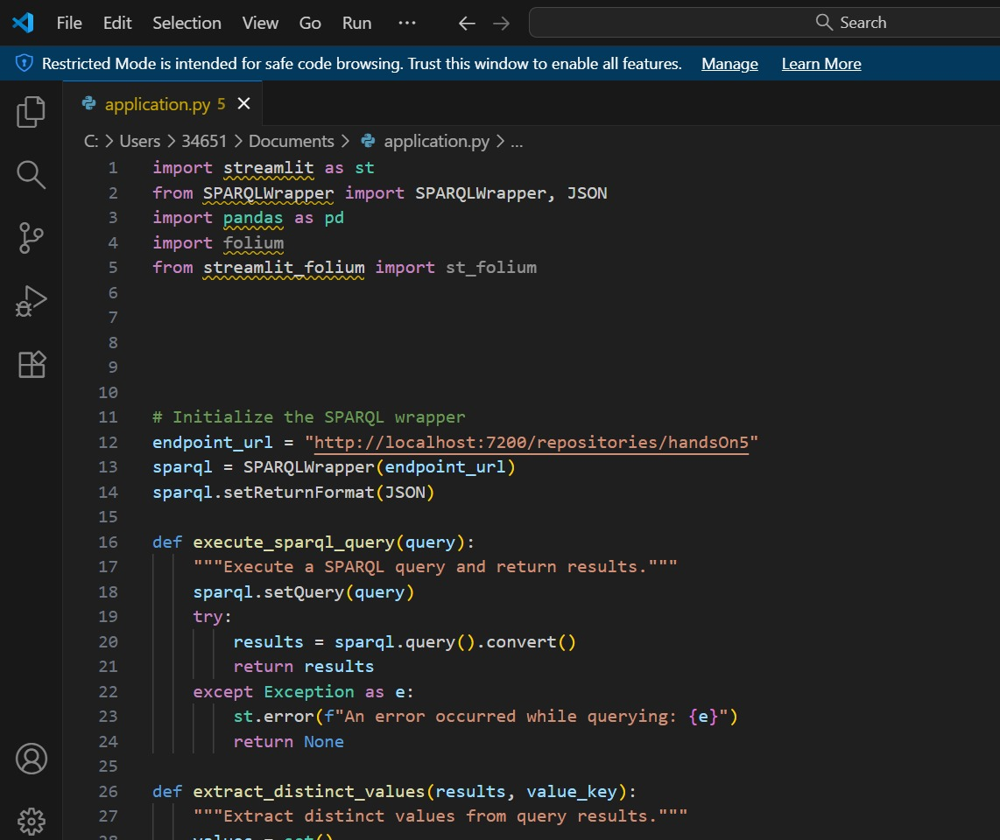 File Edit Selection View Go Run ··· Search
Restricted Mode is intended for safe code browsing. Trust this window to enable all features. Manage Learn More
application.py 5
C: > Users > 34651 > Documents > application.py > ...
1 import streamlit as st
2 from SPARQLWrapper import SPARQLWrapper, JSON
3 import pandas as pd
4 import folium
5 from streamlit_folium import st_folium
6
7
8
9
10
11 # Initialize the SPARQL wrapper
12 endpoint_url = "http://localhost:7200/repositories/handsOn5"
13 sparql = SPARQLWrapper(endpoint_url)
14 sparql.setReturnFormat(JSON)
15
16 def execute_sparql_query(query):
17 """Execute a SPARQL query and return results."""
18 sparql.setQuery(query)
19 try:
20 results = sparql.query().convert()
21 return results
22 except Exception as e:
23 st.error(f"An error occurred while querying: {e}")
24 return None
25
26 def extract_distinct_values(results, value_key):
27 """Extract distinct values from query results."""
28 values = set()